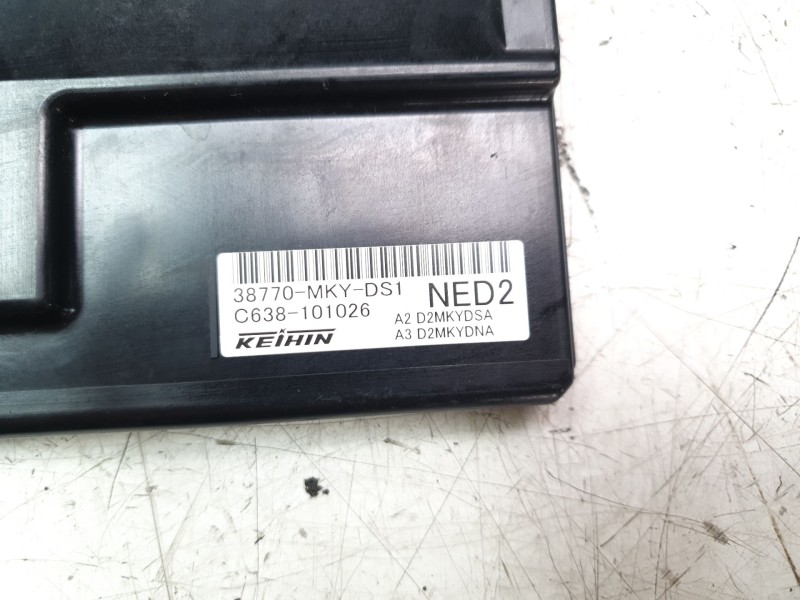 38770-MKY-DS1
NED2
C638-101026
A2 D2MKYDSA
A3 D2MKYDNA
KEIHIN